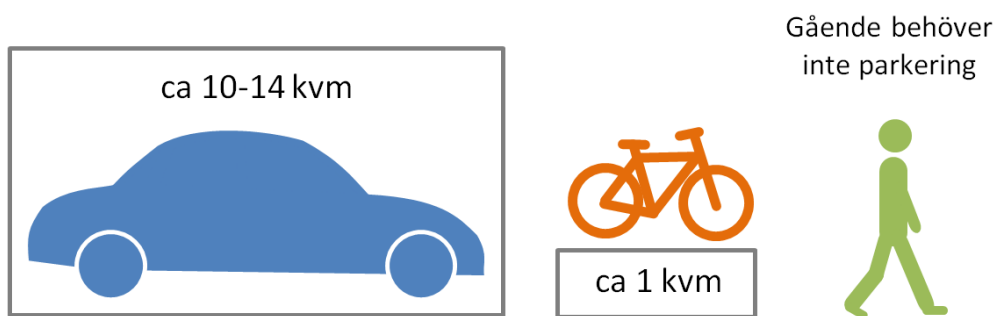 ca 10-14 kvm
ca 1 kvm
Gående behöver
inte parkering